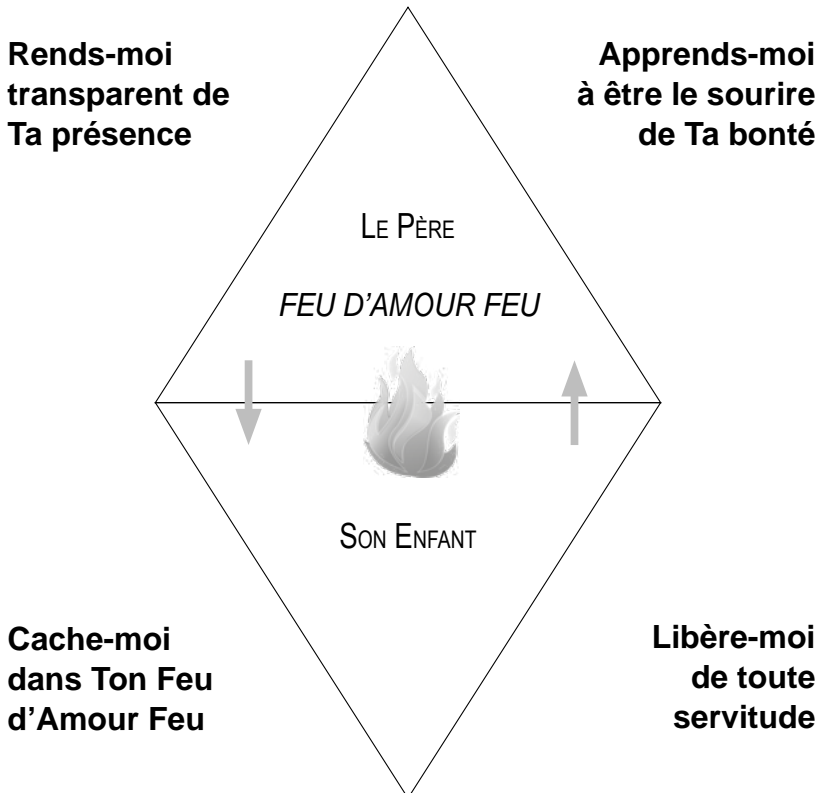 Rends-moi
transparent de
Ta présence
Apprends-moi
à être le sourire
de Ta bonté
Le Père
FEU D’AMOUR FEU
Son Enfant
Cache-moi
dans Ton Feu
d’Amour Feu
Libère-moi
de toute
servitude